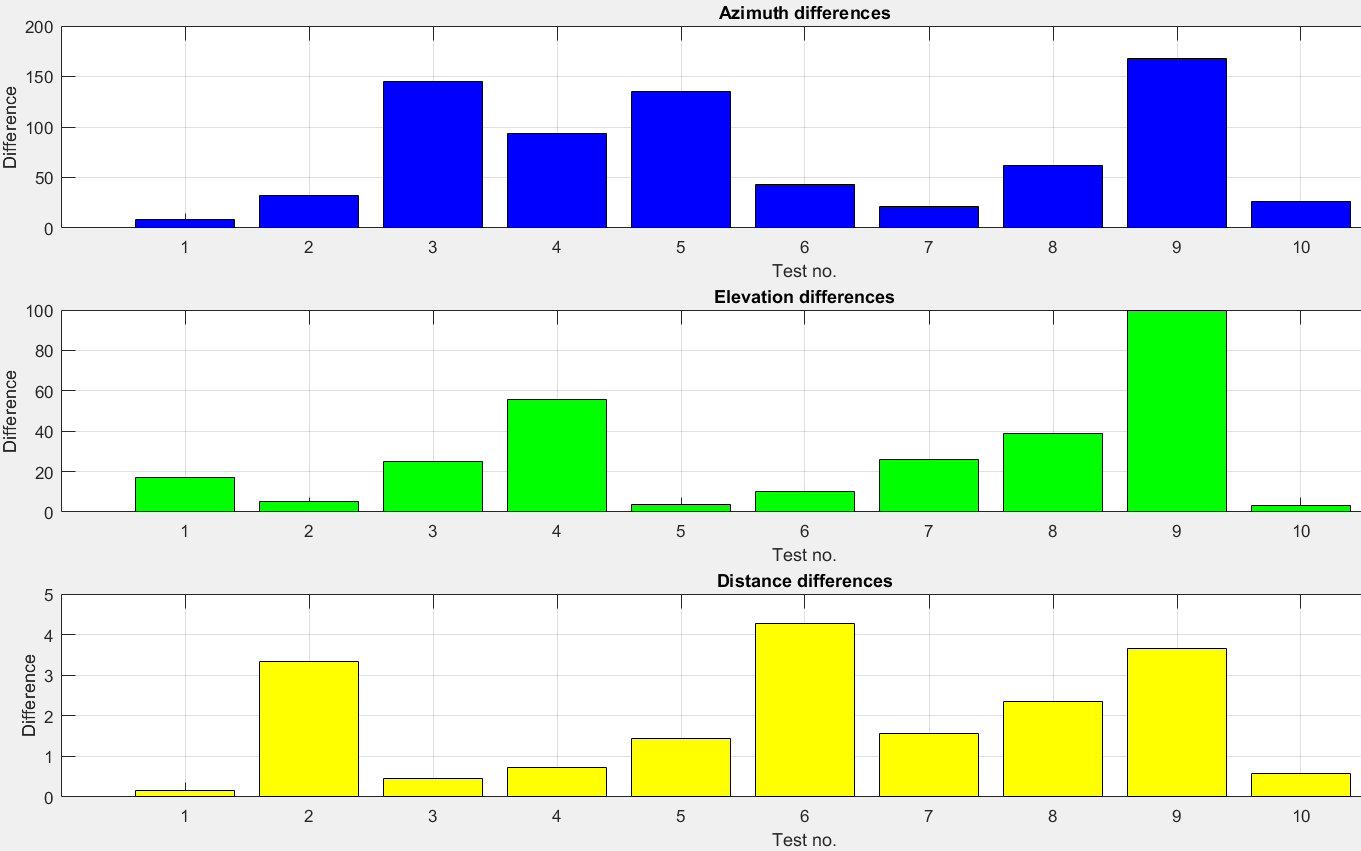 Azimuth differences
200
150
100
50
0
Difference
1 2 3 4 5 6 7 8 9 10
Test no.
Elevation differences
100
80
60
40
20
0
Difference
1 2 3 4 5 6 7 8 9 10
Test no.
Distance differences
5
4
3
2
1
0
Difference
1 2 3 4 5 6 7 8 9 10
Test no.